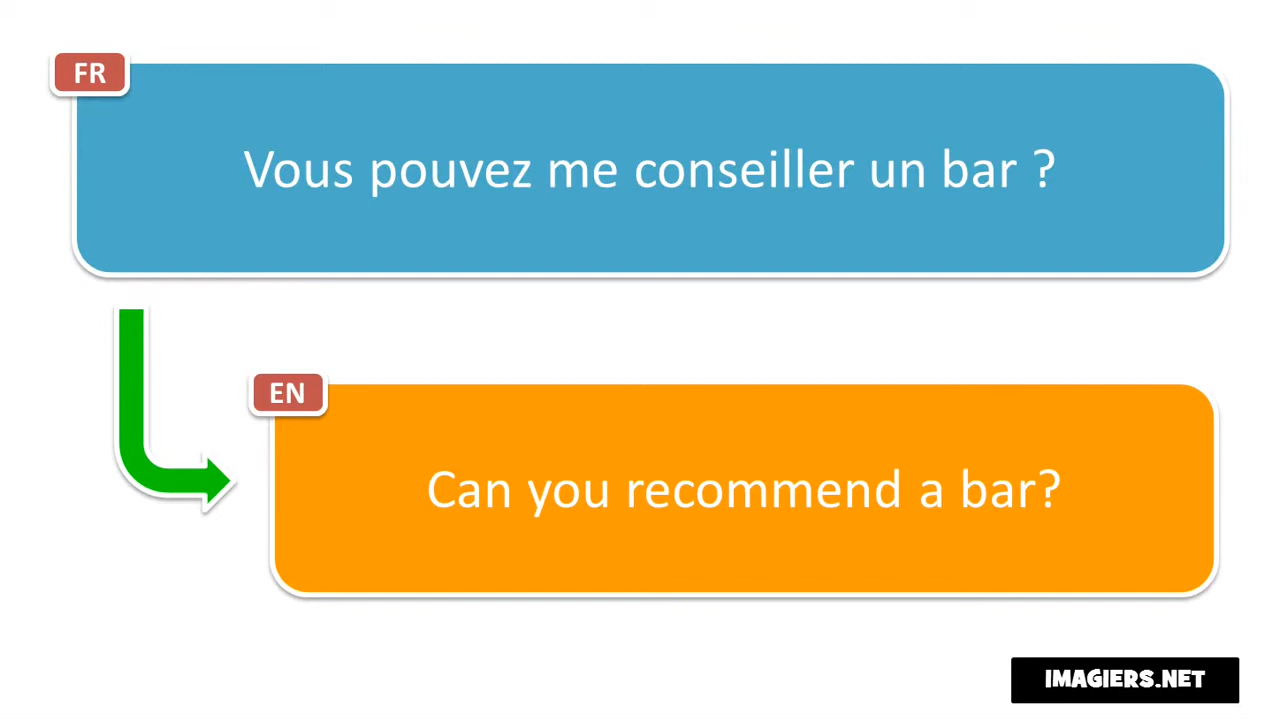 FR
Vous pouvez me conseiller un bar ?
EN
Can you recommend a bar?
IMAGIERS.NET